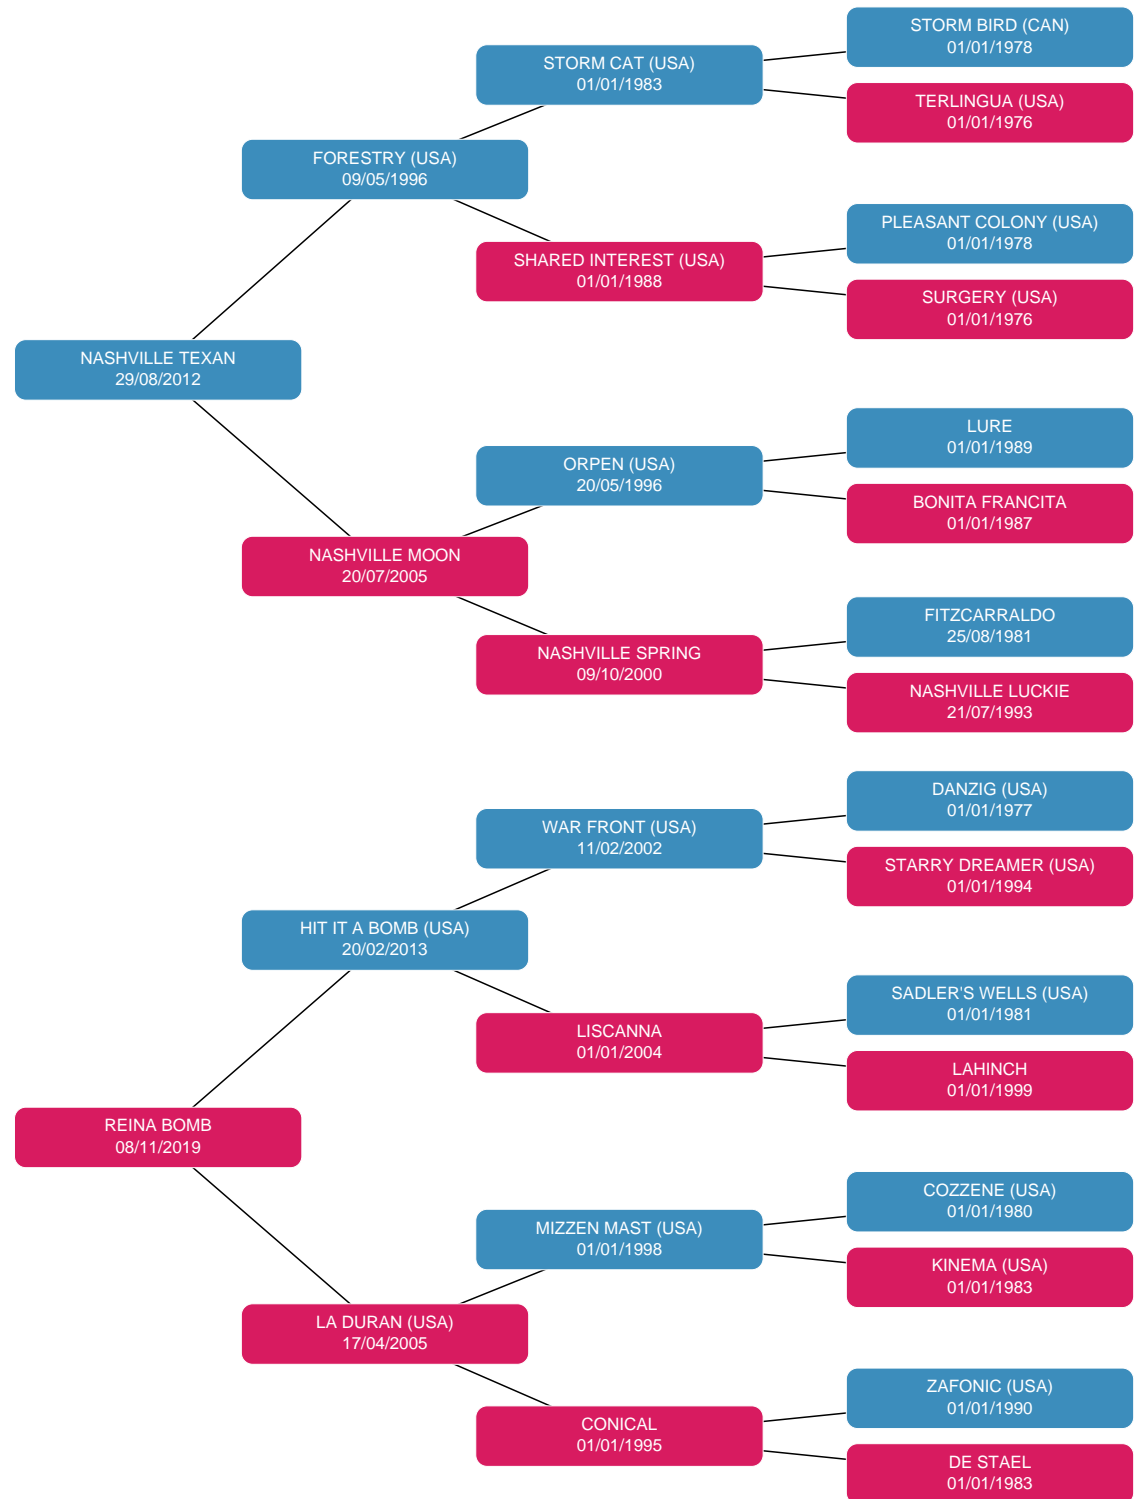 STORM BIRD (CAN)
01/01/1978
STORM CAT (USA)
01/01/1983
TERLINGUA (USA)
01/01/1976
FORESTRY (USA)
09/05/1996
PLEASANT COLONY (USA)
01/01/1978
SHARED INTEREST (USA)
01/01/1988
SURGERY (USA)
01/01/1976
NASHVILLE TEXAN
29/08/2012
LURE
01/01/1989
ORPEN (USA)
20/05/1996
BONITA FRANCITA
01/01/1987
NASHVILLE MOON
20/07/2005
FITZCARRALDO
25/08/1981
NASHVILLE SPRING
09/10/2000
NASHVILLE LUCKIE
21/07/1993
DANZIG (USA)
01/01/1977
WAR FRONT (USA)
11/02/2002
STARRY DREAMER (USA)
01/01/1994
HIT IT A BOMB (USA)
20/02/2013
SADLER'S WELLS (USA)
01/01/1981
LISCANNA
01/01/2004
LAHINCH
01/01/1999
REINA BOMB
08/11/2019
COZZENE (USA)
01/01/1980
MIZZEN MAST (USA)
01/01/1998
KINEMA (USA)
01/01/1983
LA DURAN (USA)
17/04/2005
ZAFONIC (USA)
01/01/1990
CONICAL
01/01/1995
DE STAEL
01/01/1983